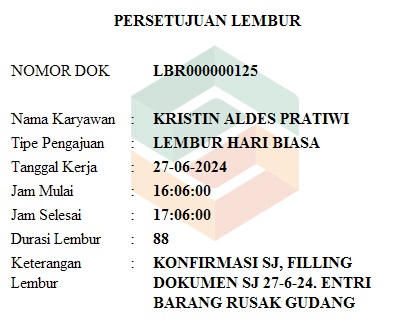 PERSETUJUAN LEMBUR
NOMOR DOK LBR000000125
Nama Karyawan : KRISTIN ALDES PRATIWI
Tipe Pengajuan : LEMBUR HARI BIASA
Tanggal Kerja : 27-06-2024
Jam Mulai : 16:06:00
Jam Selesai : 17:06:00
Durasi Lembur : 88
Keterangan : KONFIRMASI SJ, FILLING
Lembur DOKUMEN SJ 27-6-24. ENTRI
BARANG RUSAK GUDANG